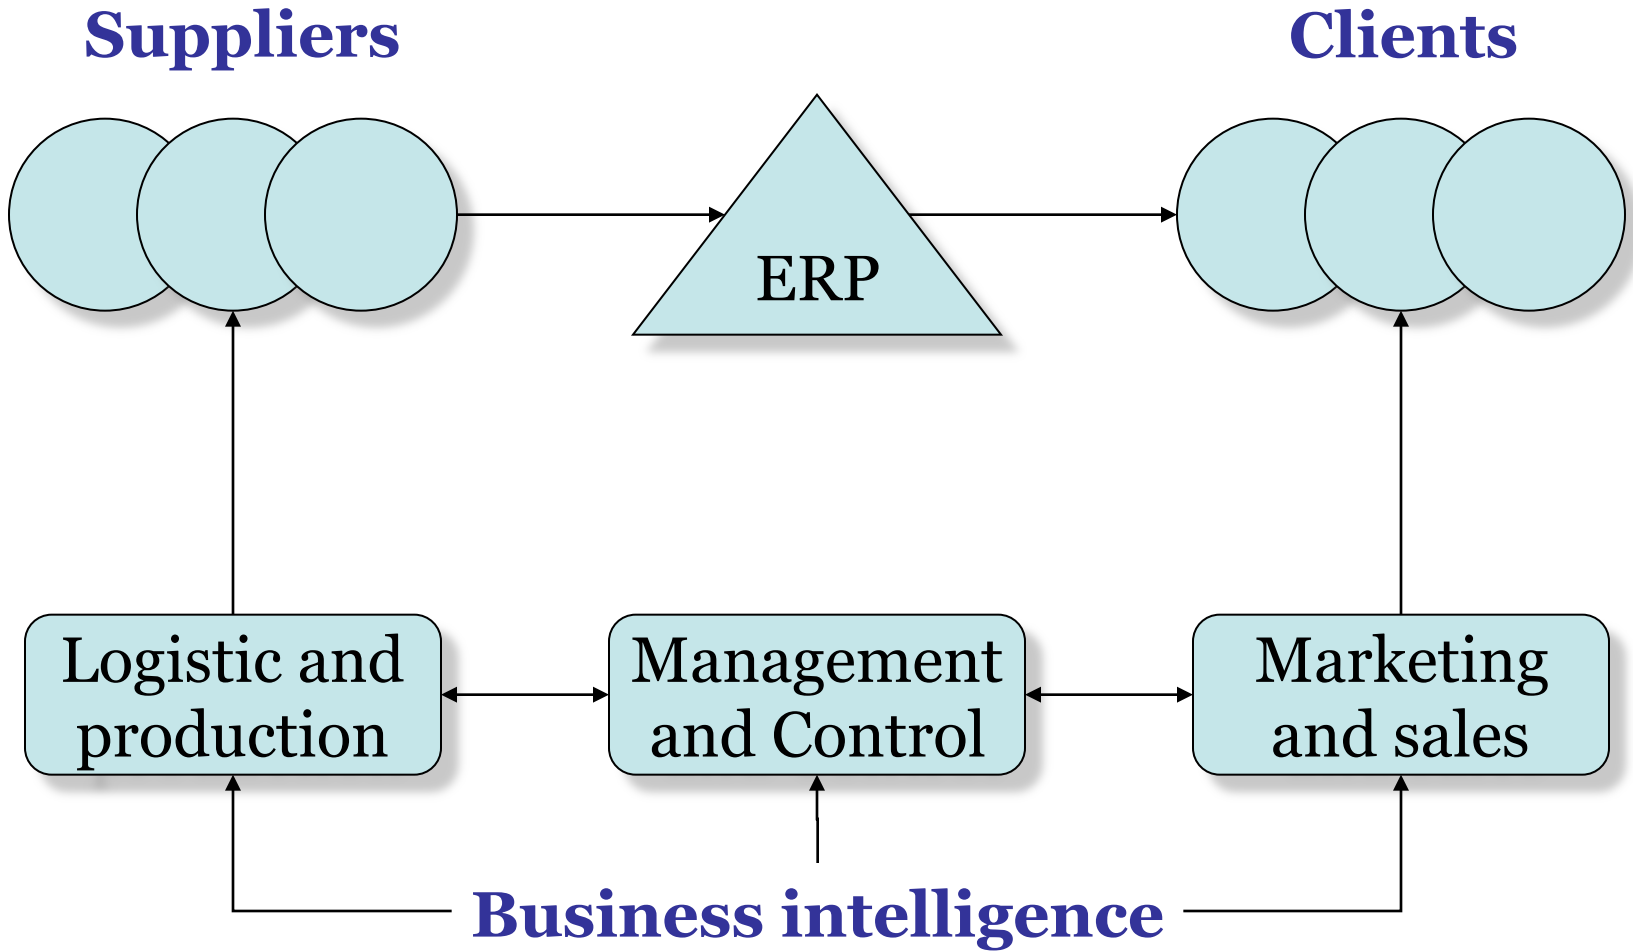 Suppliers
Clients
ERP
Logistic and
production
Management
and Control
Marketing
and sales
Business intelligence